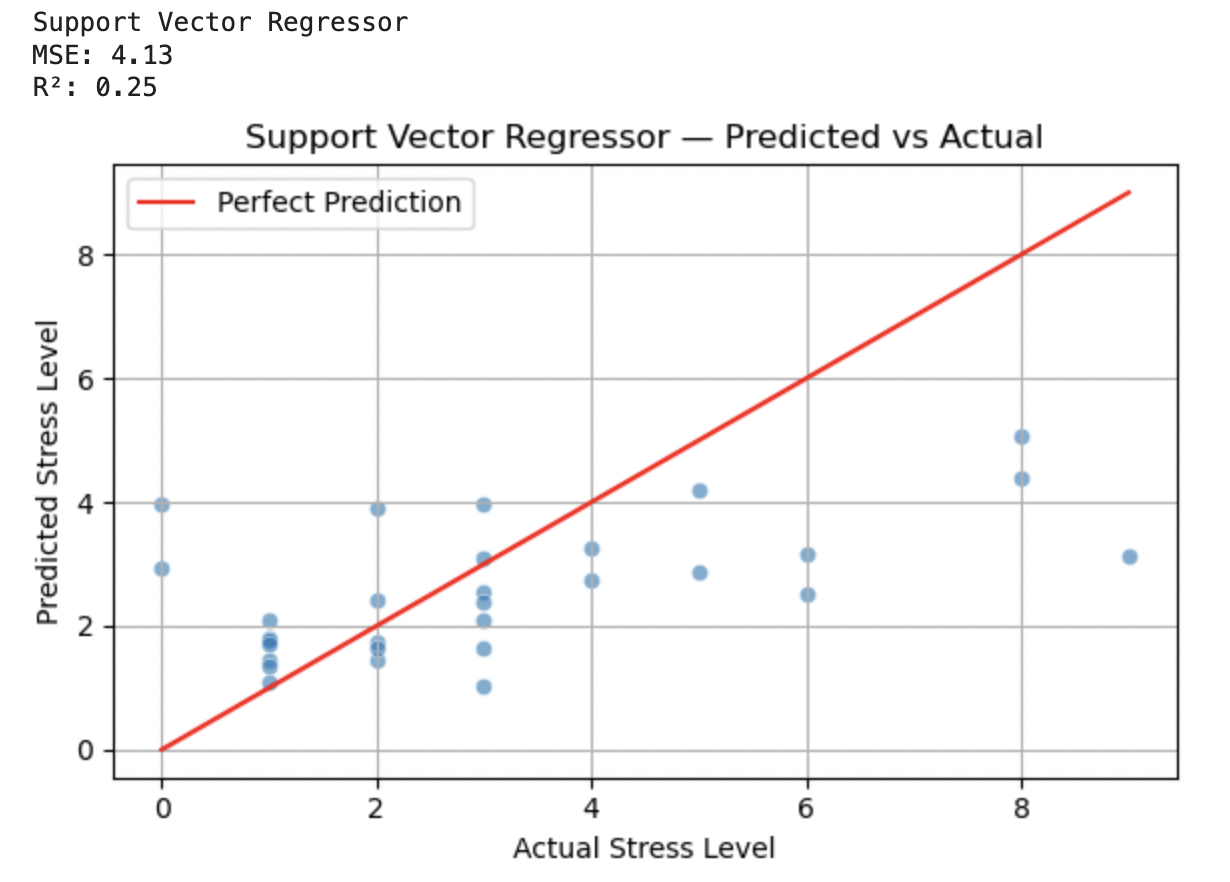 Support Vector Regressor
MSE: 4.13
R²: 0.25
Support Vector Regressor — Predicted vs Actual
Perfect Prediction
8
6
4
2
0
Predicted Stress Level
0 2 4 6 8
Actual Stress Level